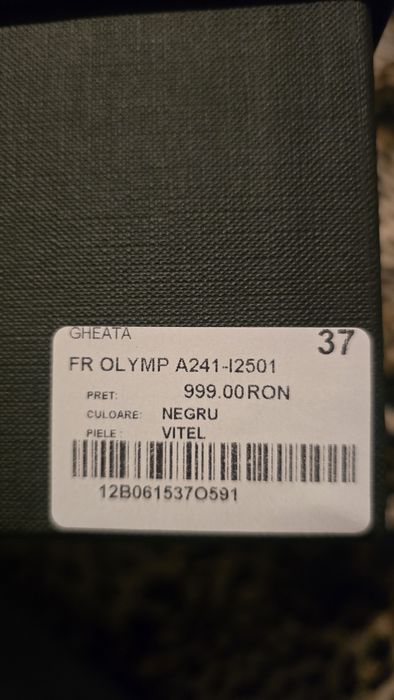 GHEATA 37
FR OLYMP A241-I2501
PRET: 999.00RON
CULOARE: NEGRU
PIELE : VITEL
12B061537O591